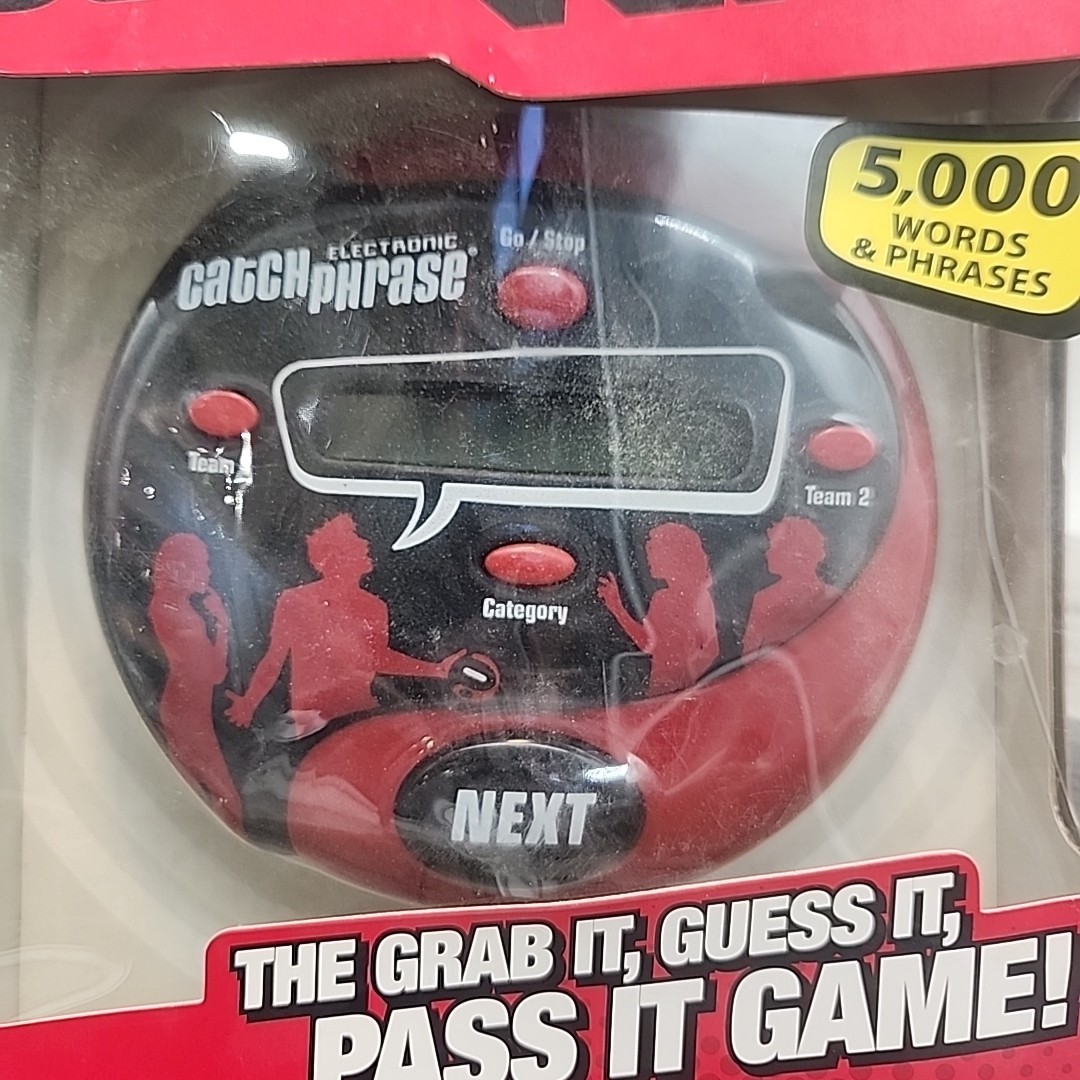 5,000
WORDS
& PHRASES
ELECTRONIC
catchphrase®
Go / Stop
Team
Team 2
Category
NEXT
THE GRAB IT, GUESS IT,
PASS IT GAME!